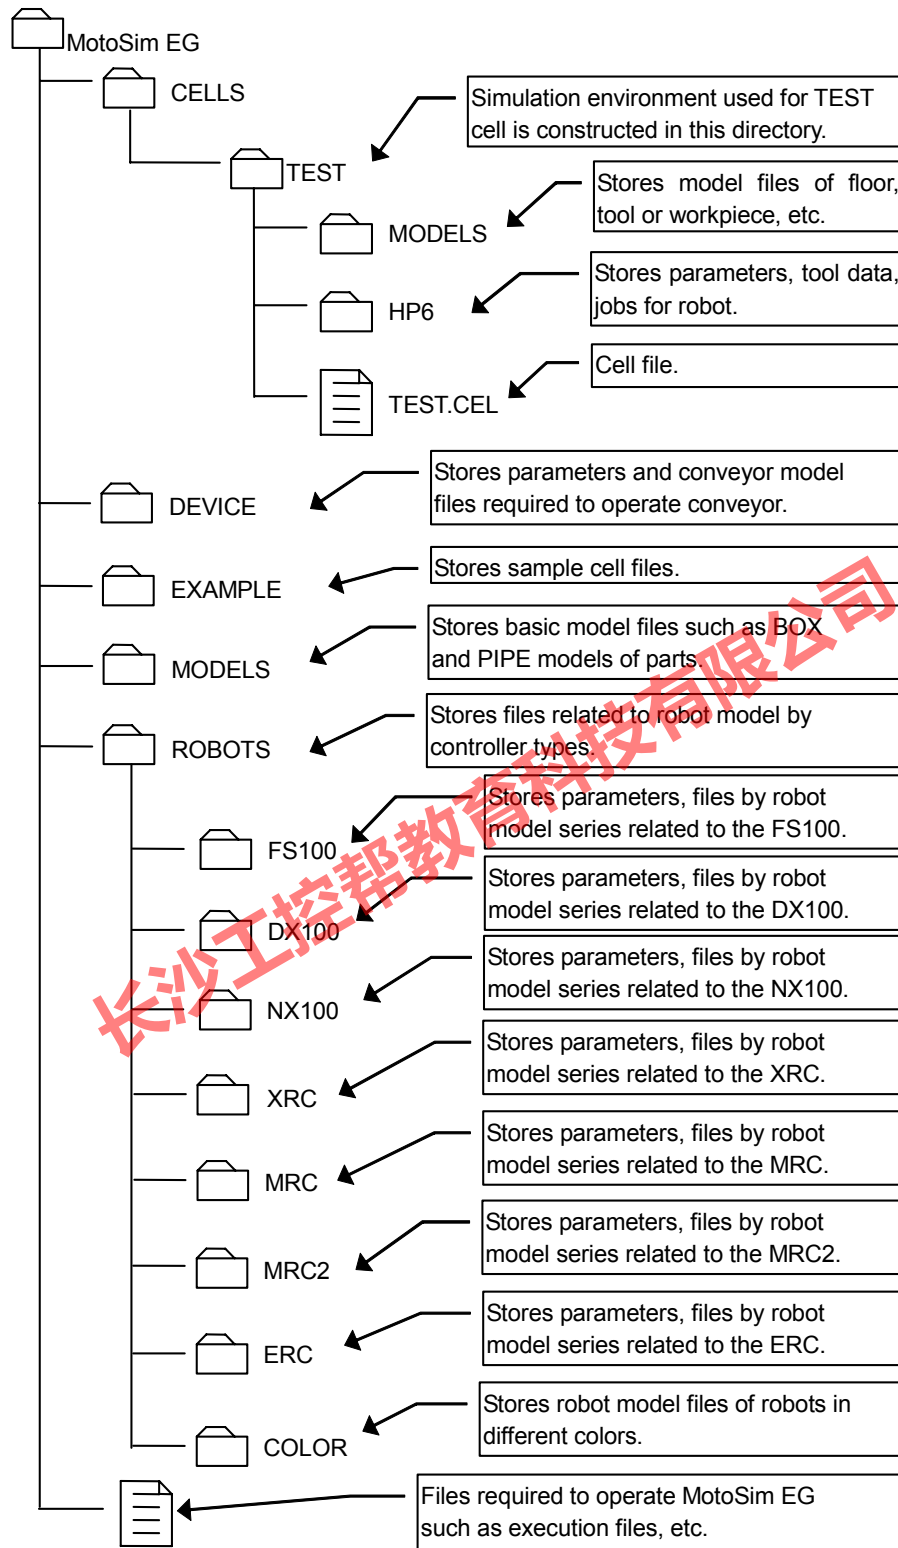 MotoSim EG
CELLS
Simulation environment used for TEST
cell is constructed in this directory.
TEST
Stores model files of floor,
tool or workpiece, etc.
MODELS
Stores parameters, tool data,
jobs for robot.
HP6
Cell file.
TEST.CEL
Stores parameters and conveyor model
files required to operate conveyor.
DEVICE
Stores sample cell files.
EXAMPLE
Stores basic model files such as BOX
and PIPE models of parts.
MODELS
Stores files related to robot model by
controller types.
ROBOTS
Stores parameters, files by robot
model series related to the FS100.
FS100
Stores parameters, files by robot
model series related to the DX100.
DX100
Stores parameters, files by robot
model series related to the NX100.
NX100
Stores parameters, files by robot
model series related to the XRC.
XRC
Stores parameters, files by robot
model series related to the MRC.
MRC
Stores parameters, files by robot
model series related to the MRC2.
MRC2
Stores parameters, files by robot
model series related to the ERC.
ERC
Stores robot model files of robots in
different colors.
COLOR
Files required to operate MotoSim EG
such as execution files, etc.
长沙工控帮教育科技有限公司